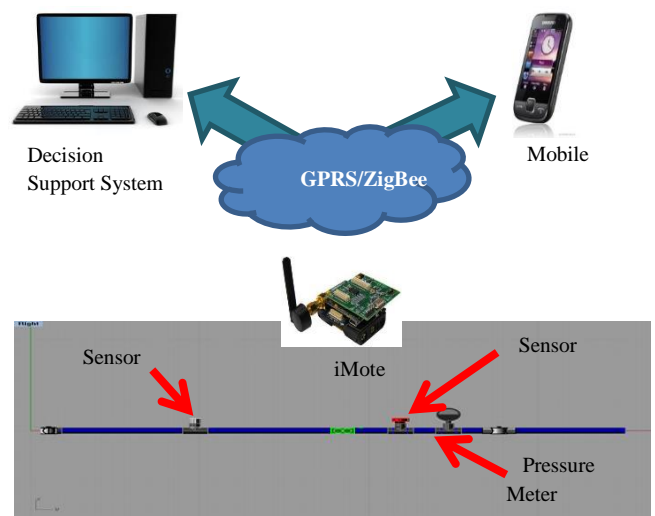 Decision
Support System
GPRS/ZigBee
Mobile
Right
iMote
Sensor
Sensor
Pressure
Meter